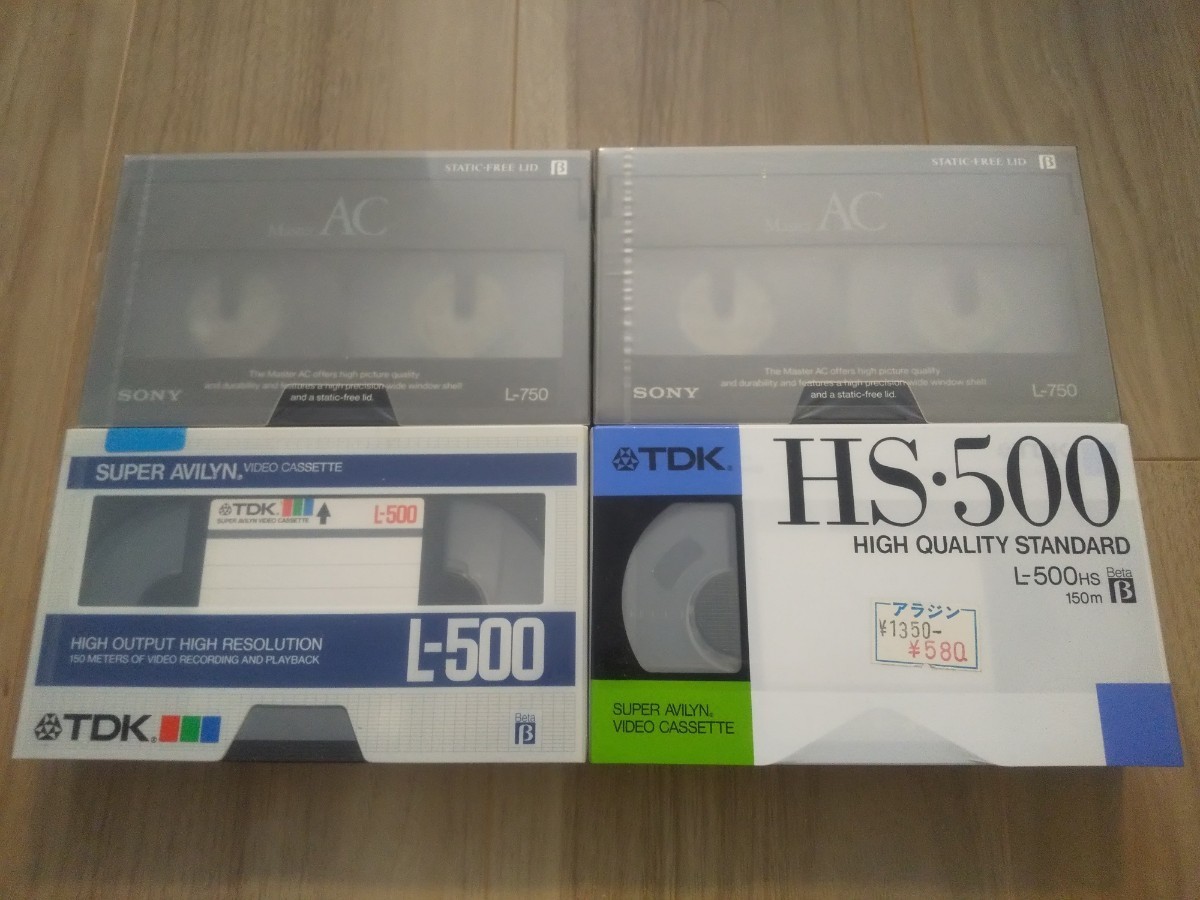 STATIC-FREE LID β
Master AC
The Master AC offers high picture quality
and durability and features a high precision wide window shell
and a static-free lid.
SONY
L-750
STATIC-FREE LID β
Master AC
The Master AC offers high picture quality
and durability and features a high precision wide window shell
and a static-free lid.
SONY
L-750
SUPER AVILYN® VIDEO CASSETTE
TDK®
SUPER AVILYN VIDEO CASSETTE
L-500
HIGH OUTPUT HIGH RESOLUTION
150 METERS OF VIDEO RECORDING AND PLAYBACK
L-500
TDK®
Beta
β
TDK®
HS·500
HIGH QUALITY STANDARD
L-500HS
150m
Beta
β
アラジン
¥1350-
¥580
SUPER AVILYN®
VIDEO CASSETTE